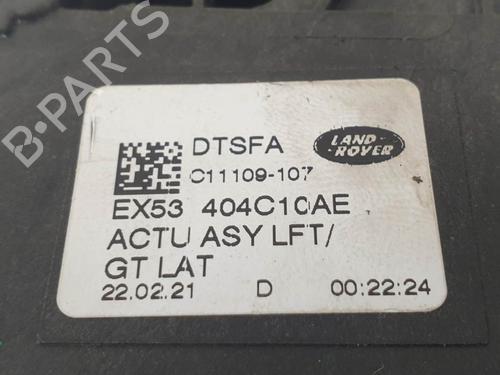 B-Parts
DTSFA
LAND
ROVER
C11109-107
EX53 404C10AE
ACTU ASY LFT/
GT LAT
22.02.21 D 00:22:24